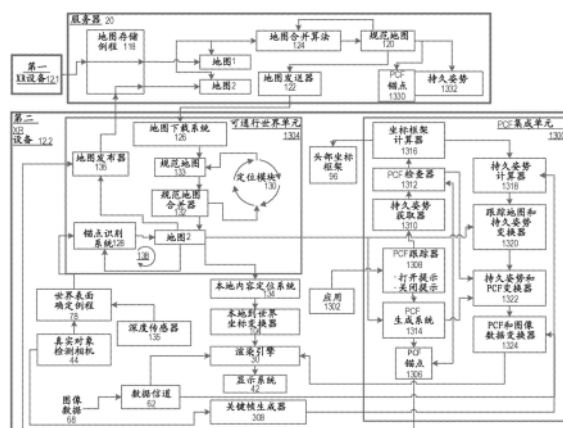 服务器 20
地图存储
例程 118
地图合并算法
124
规范地图
120
第一
XR设备 12.1
地图1
地图2
地图发送器
122
PCF
锚点
1330
持久姿势
1332
第二
XR
设备 12.2
地图下载系统
126
可通行世界单元
1304
PCF集成单元
地图发布器
136
规范地图
133
定位模块
130
规范地图
合并器
132
锚点识别
系统 128
地图2
138
头部坐标
框架
96
坐标框架
计算器
1316
PCF检查器
1312
持久姿势
获取器
1310
持久姿势
计算器
1318
跟踪地图和
持久姿势
变换器
1320
PCF跟踪器
1308
·打开提示
·关闭提示
应用
1302
持久姿势和
PCF变换器
1322
PCF
生成系统
1314
PCF和图像
数据变换器
1324
PCF
锚点
1306
本地内容定位系统
134
世界表面
确定例程
78
深度传感器
135
本地到世界
坐标变换器
真实对象
检测相机
44
渲染引擎
30
显示系统
42
图像
数据
68
数据信道
62
关键帧生成器
308